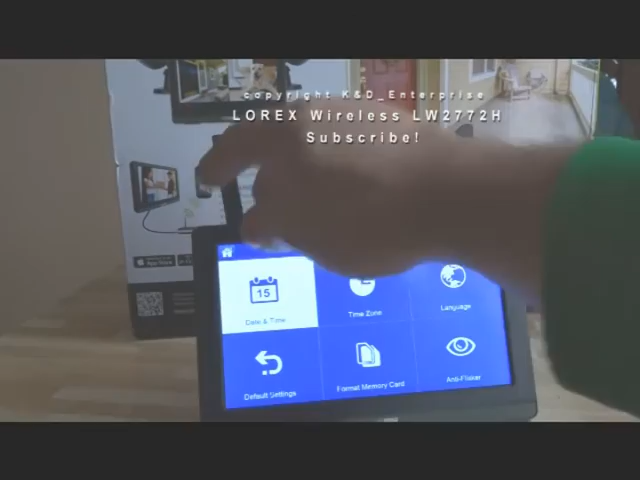 copyright K&D_Enterprise
LOREX Wireless LW2772H
Subscribe!
15
Date & Time
Time Zone
Language
Default Settings
Format Memory Card
Anti-Flicker